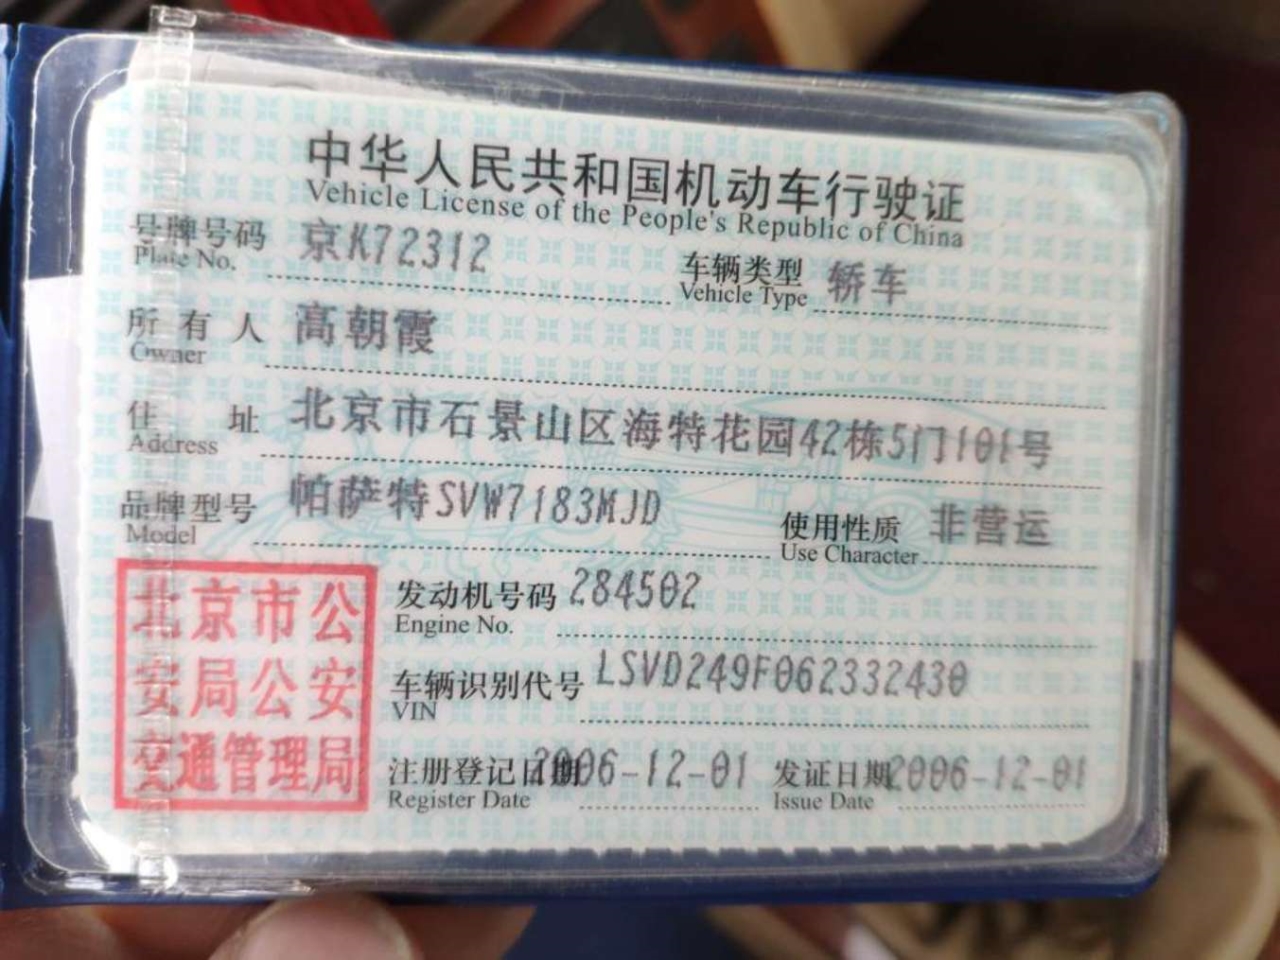 中华人民共和国机动车行驶证
Vehicle License of the People's Republic of China
号牌号码 京K72312 车辆类型 轿车
Plate No. Vehicle Type
所有人 高朝霞
Owner
住址 北京市石景山区海特花园42栋5门101号
Address
品牌型号 帕萨特SVW7183MJD 使用性质 非营运
Model Use Character
北京市公
安局公安
交通管理局
发动机号码 284502
Engine No.
车辆识别代号 LSVD249F062332430
VIN
注册登记日期 2006-12-01 发证日期 2006-12-01
Register Date Issue Date